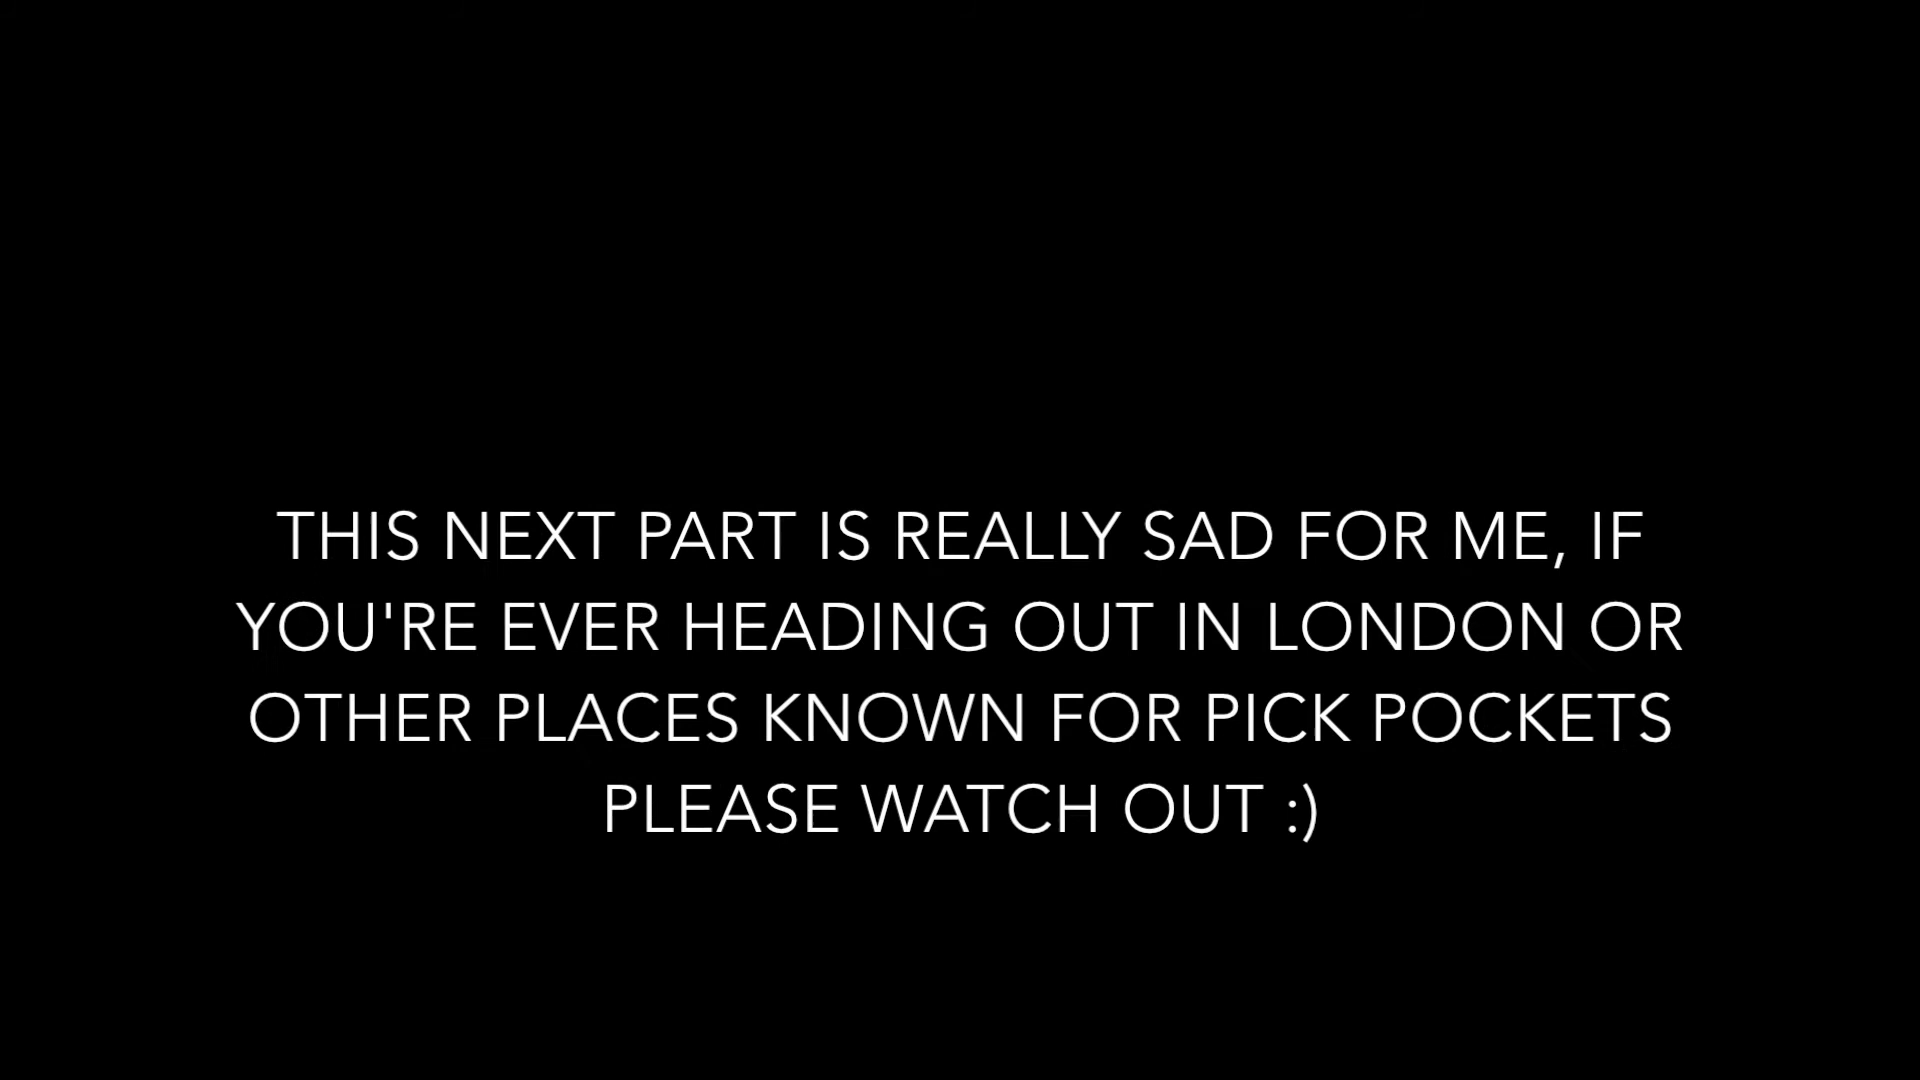 THIS NEXT PART IS REALLY SAD FOR ME, IF
YOU'RE EVER HEADING OUT IN LONDON OR
OTHER PLACES KNOWN FOR PICK POCKETS
PLEASE WATCH OUT :)